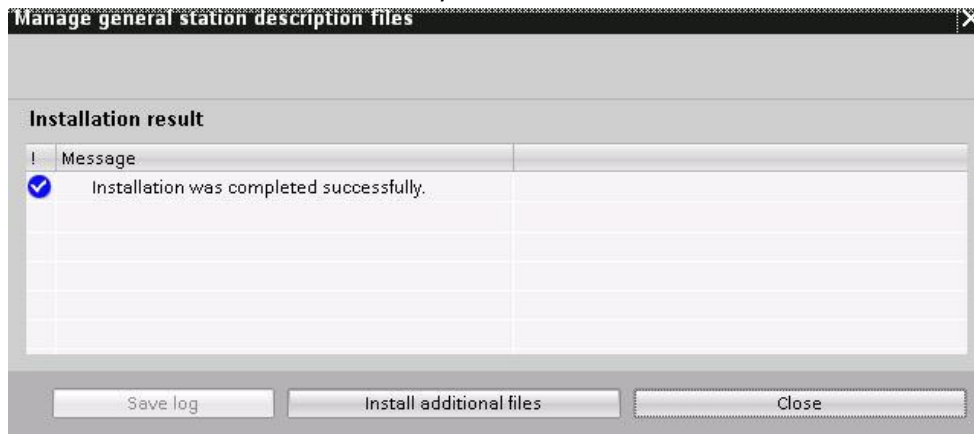 Manage general station description files
Installation result
! Message
Installation was completed successfully.
Save log Install additional files Close